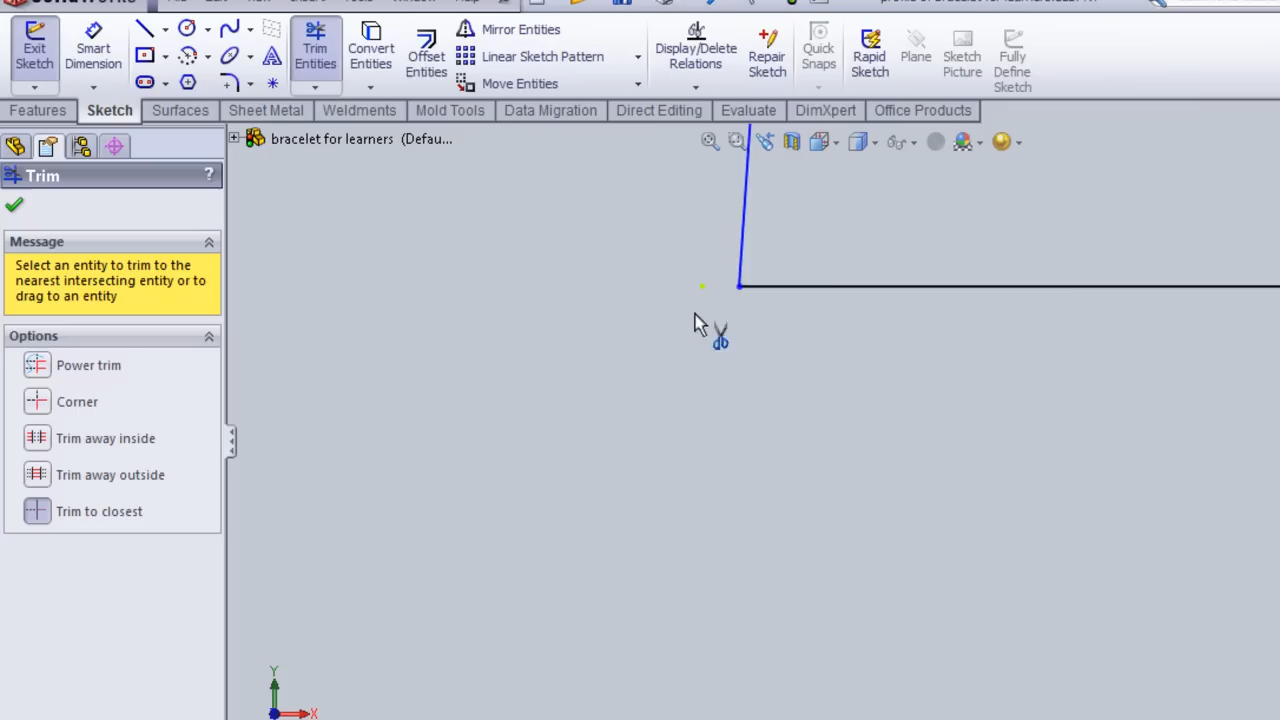 Exit Sketch
Smart Dimension
Trim Entities
Convert Entities
Offset Entities
Mirror Entities
Linear Sketch Pattern
Move Entities
Display/Delete Relations
Repair Sketch
Quick Snaps
Rapid Sketch
Plane
Sketch Picture
Fully Define Sketch
Features
Sketch
Surfaces
Sheet Metal
Weldments
Mold Tools
Data Migration
Direct Editing
Evaluate
DimXpert
Office Products
bracelet for learners (Defau...
Trim
?
Message
Select an entity to trim to the
nearest intersecting entity or to
drag to an entity
Options
Power trim
Corner
Trim away inside
Trim away outside
Trim to closest
Y
X